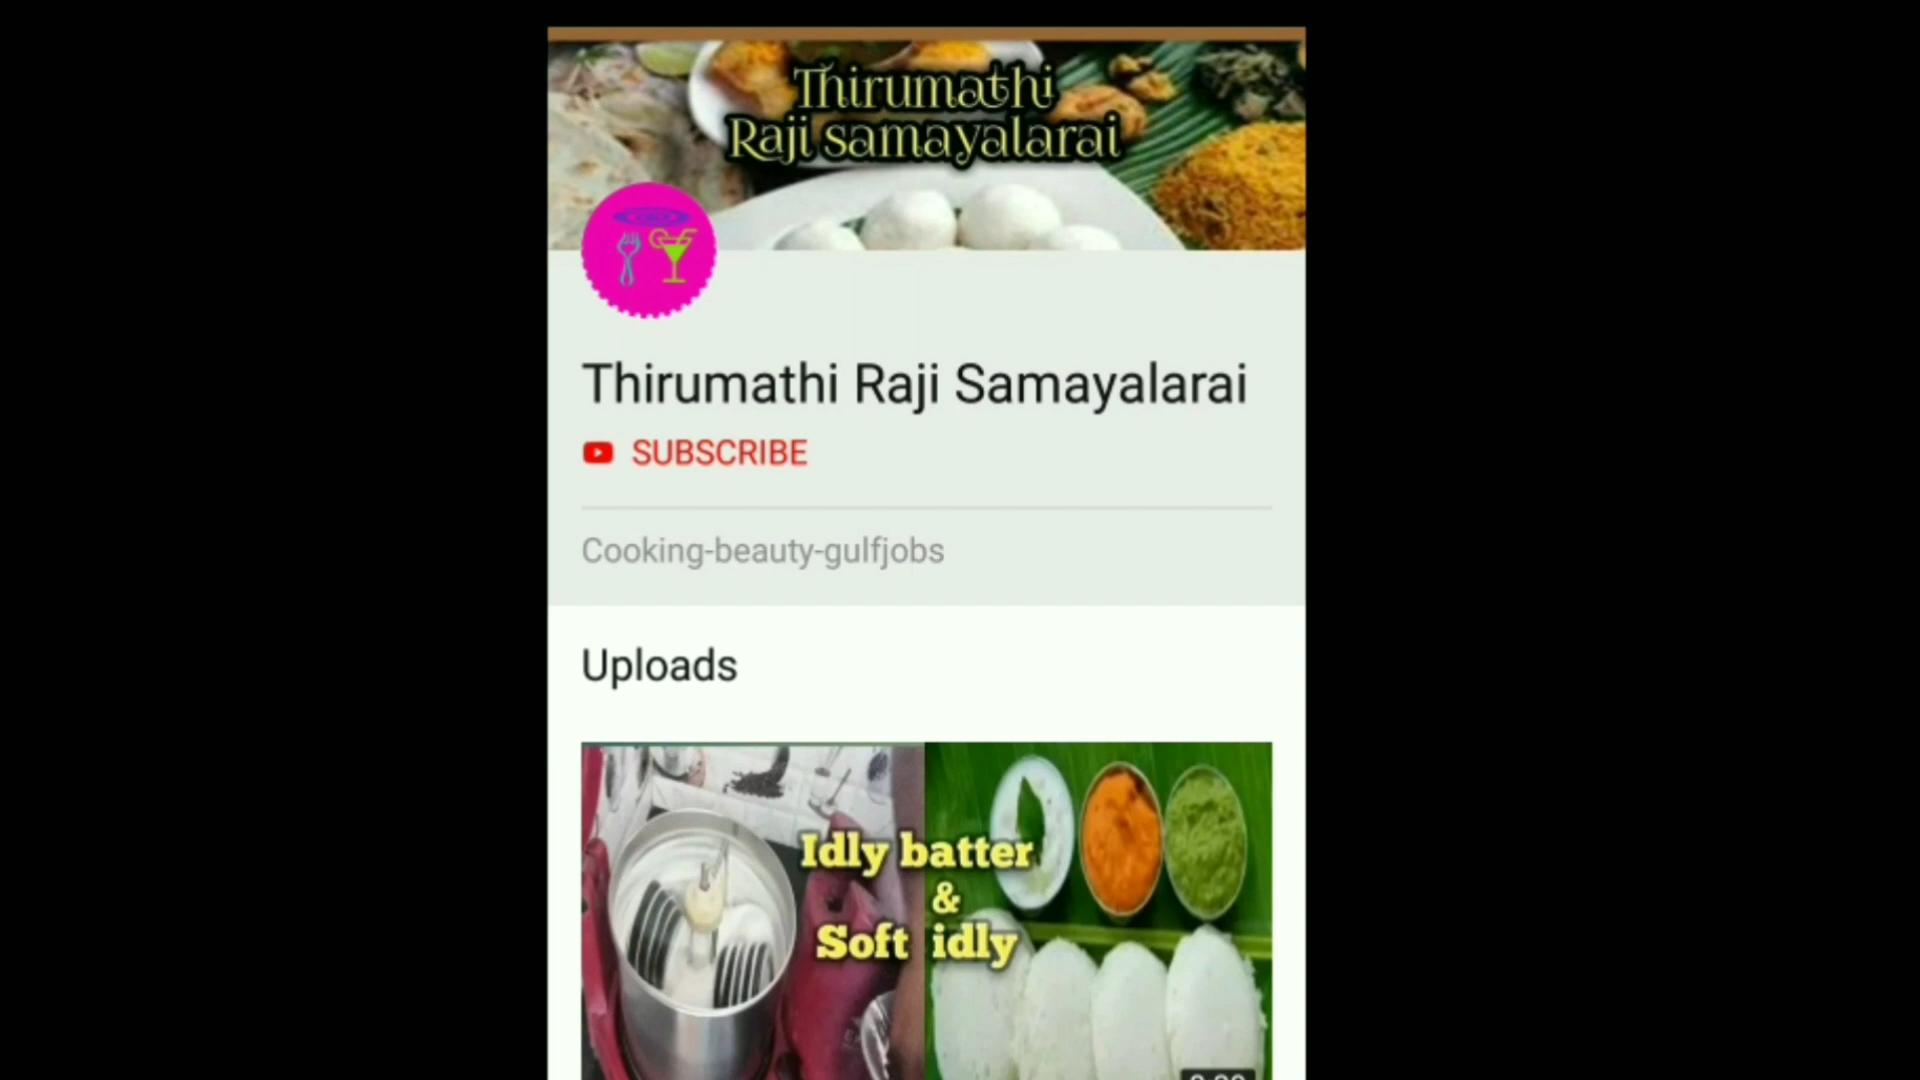 Thirumathi
Raji samayalarai
Thirumathi Raji Samayalarai
SUBSCRIBE
Cooking-beauty-gulfjobs
Uploads
Idly batter
&
Soft idly